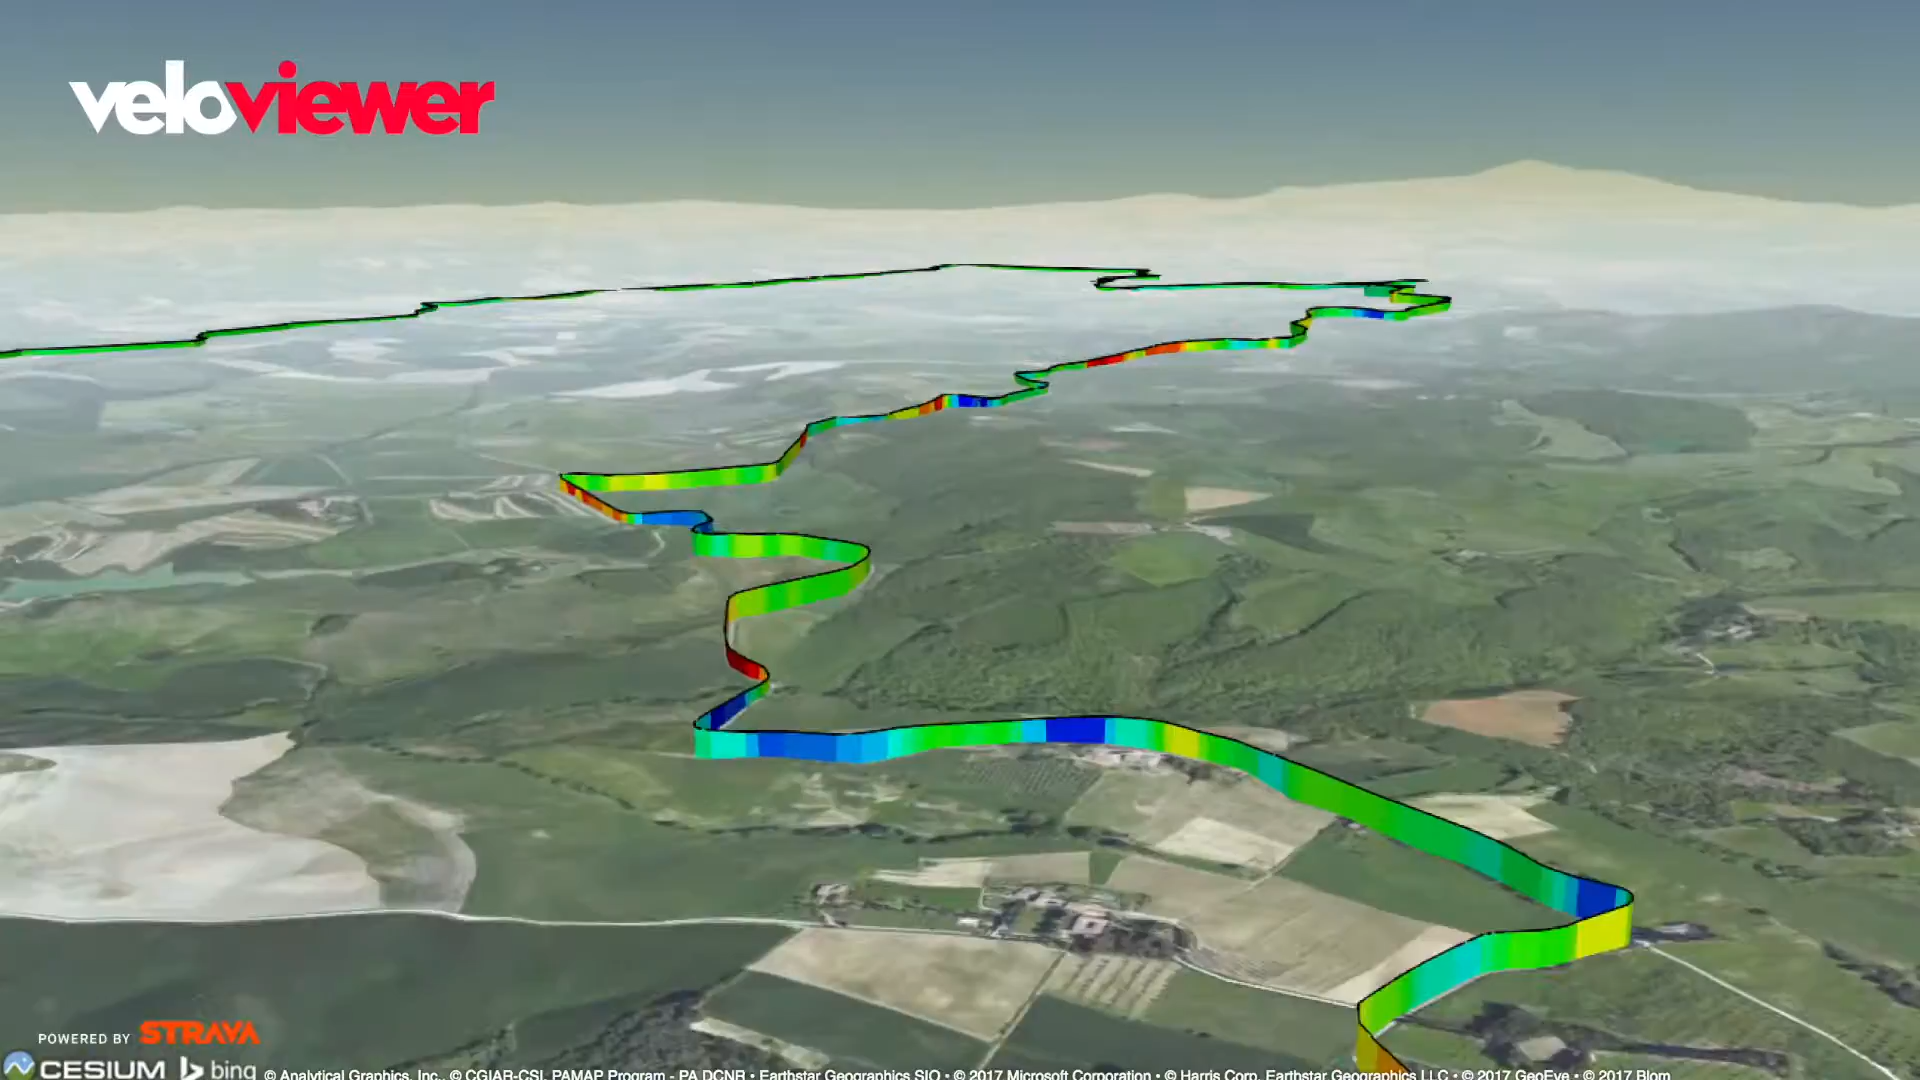 veloviewer
POWERED BY STRAVA
CESIUM bing © Analytical Graphics, Inc., © CGIAR-CSI, PAMAP Program - PA DCNR • Earthstar Geographics SIO • © 2017 Microsoft Corporation • © Harris Corp, Earthstar Geographics LLC • © 2017 GeoEye • © 2017 Blom